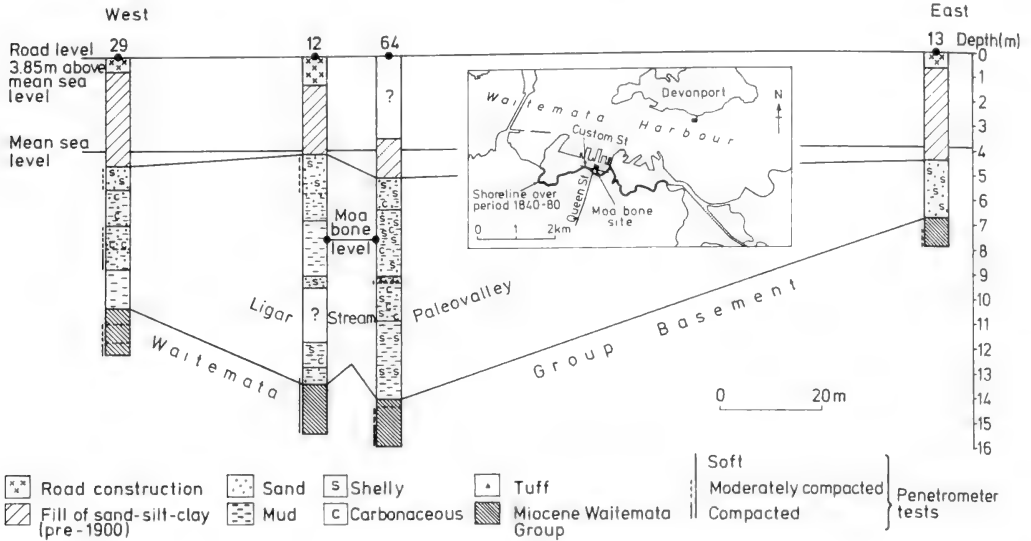 West
East
29
12
64
13
Depth(m)
Road level
3.85m above
mean sea
level
Mean sea
level
?
Moa
bone
level
Ligar
?
Stream
Paleovalley
Waitemata
Group Basement
Waitemata
Harbour
Devonport
N
Custom St
Queen St
Shoreline over
period 1840-80
Moa bone
site
0 1 2km
0
1
2
3
4
5
6
7
8
9
10
11
12
13
14
15
16
0 20m
Road construction
Fill of sand-silt-clay
(pre-1900)
Sand
Mud
S Shelly
C Carbonaceous
Tuff
Miocene Waitemata
Group
Soft
Moderately compacted
Compacted
Penetrometer
tests